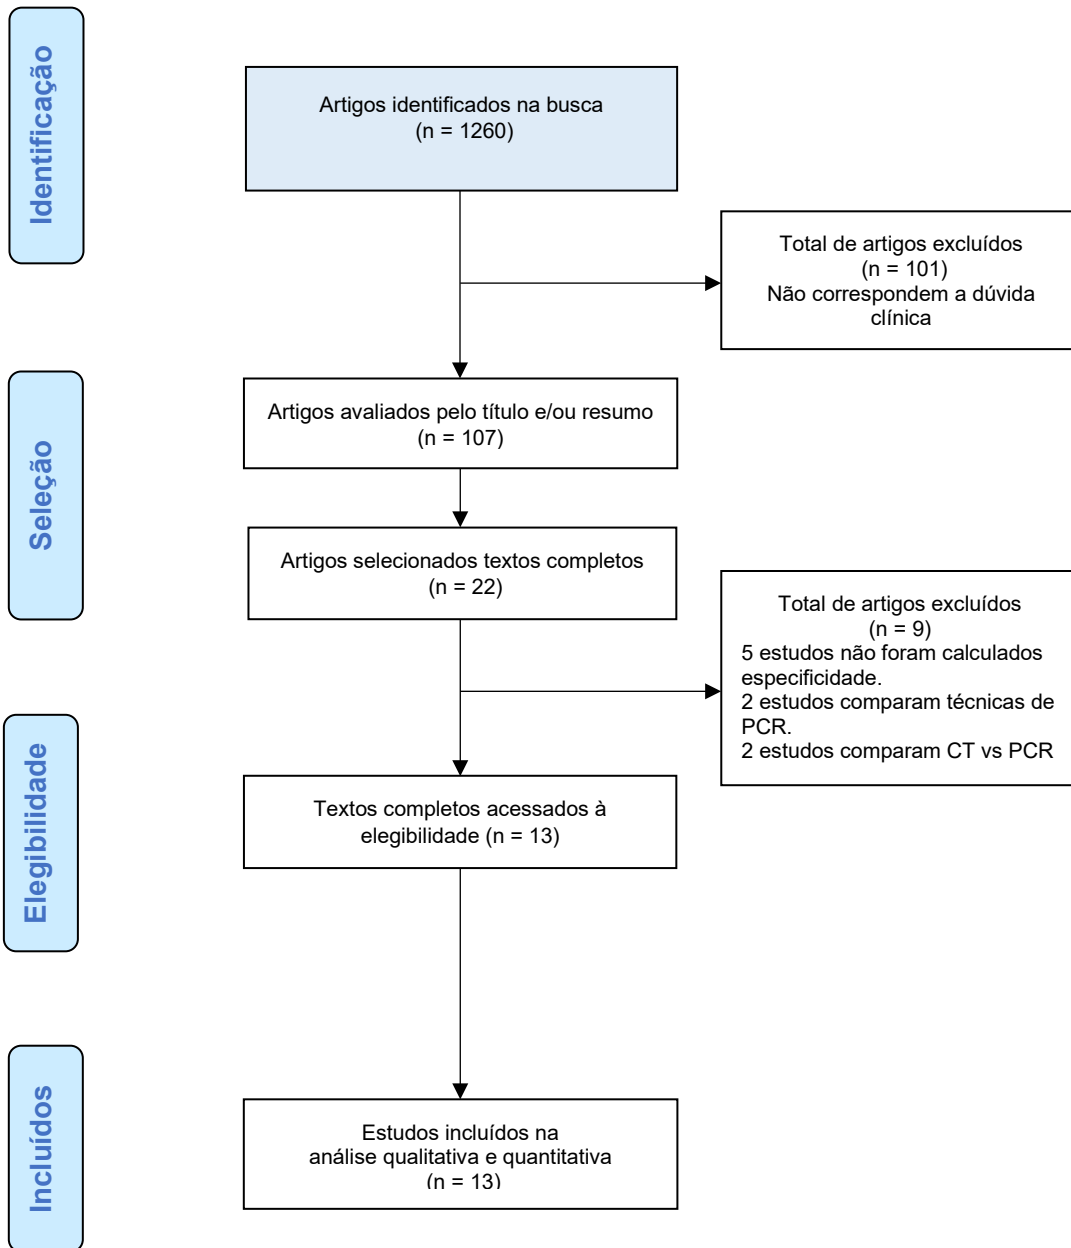 Identificação
Artigos identificados na busca
(n = 1260)
Total de artigos excluídos
(n = 101)
Não correspondem a dúvida
clínica
Seleção
Artigos avaliados pelo título e/ou resumo
(n = 107)
Artigos selecionados textos completos
(n = 22)
Total de artigos excluídos
(n = 9)
5 estudos não foram calculados
especificidade.
2 estudos comparam técnicas de
PCR.
2 estudos comparam CT vs PCR
Elegibilidade
Textos completos acessados à
elegibilidade (n = 13)
Incluídos
Estudos incluídos na
análise qualitativa e quantitativa
(n = 13)